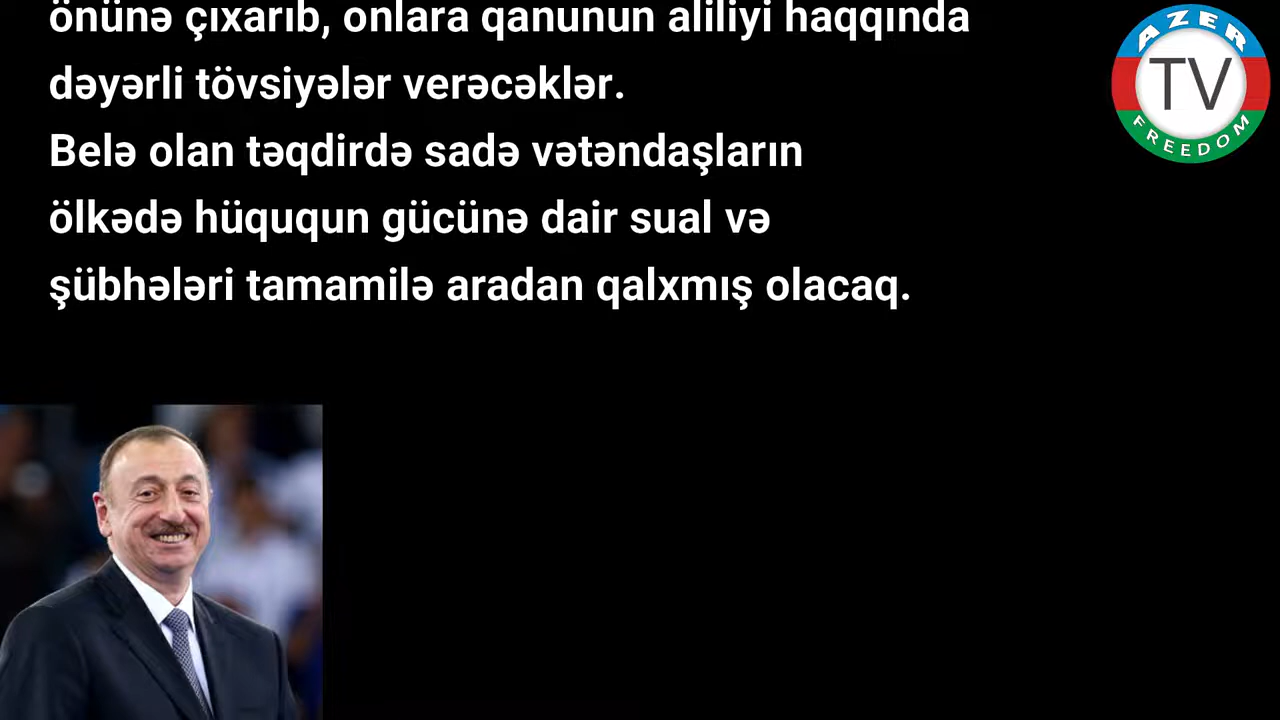 önünə çıxarıb, onlara qanunun aliliyi haqqında
dəyərli tövsiyələr verəcəklər.
Belə olan təqdirdə sadə vətəndaşların
ölkədə hüququn gücünə dair sual və
şübhələri tamamilə aradan qalxmış olacaq.
AZER
TV
FREEDOM